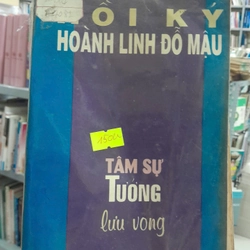 HỒI KÝ
HOÀNH LINH ĐỖ MẬU
TÂM SỰ
TƯỚNG
lưu vong